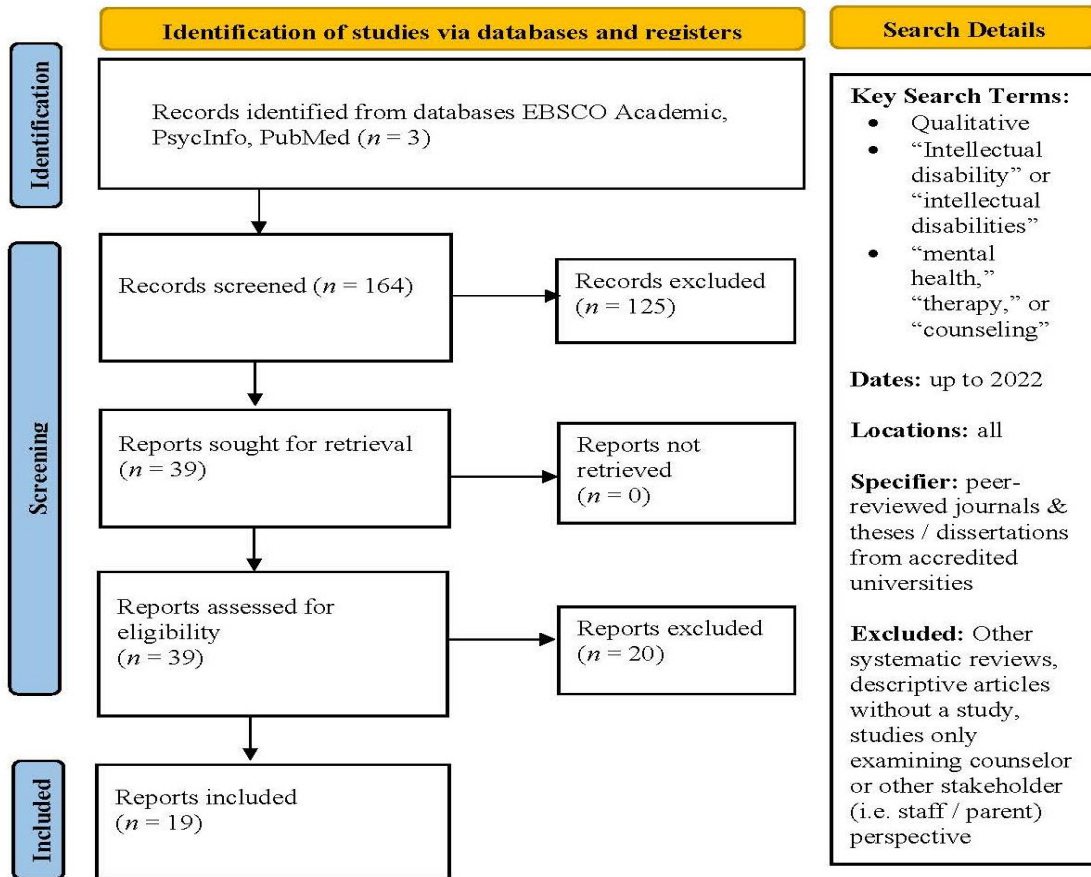 Identification of studies via databases and registers
Identification
Records identified from databases EBSCO Academic,
PsycInfo, PubMed (n = 3)
Screening
Records screened (n = 164)
Records excluded
(n = 125)
Reports sought for retrieval
(n = 39)
Reports not
retrieved
(n = 0)
Reports assessed for
eligibility
(n = 39)
Reports excluded
(n = 20)
Included
Reports included
(n = 19)
Search Details
Key Search Terms:
• Qualitative
• “Intellectual
disability” or
“intellectual
disabilities”
• “mental
health,”
“therapy,” or
“counseling”
Dates: up to 2022
Locations: all
Specifier: peer-
reviewed journals &
theses / dissertations
from accredited
universities
Excluded: Other
systematic reviews,
descriptive articles
without a study,
studies only
examining counselor
or other stakeholder
(i.e. staff / parent)
perspective